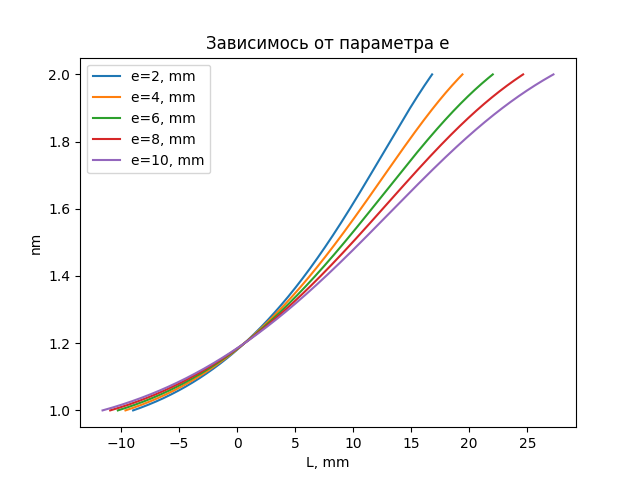 Зависимось от параметра e
e=2, mm
e=4, mm
e=6, mm
e=8, mm
e=10, mm
2.0
1.8
1.6
1.4
1.2
1.0
nm
−10
−5
0
5
10
15
20
25
L, mm